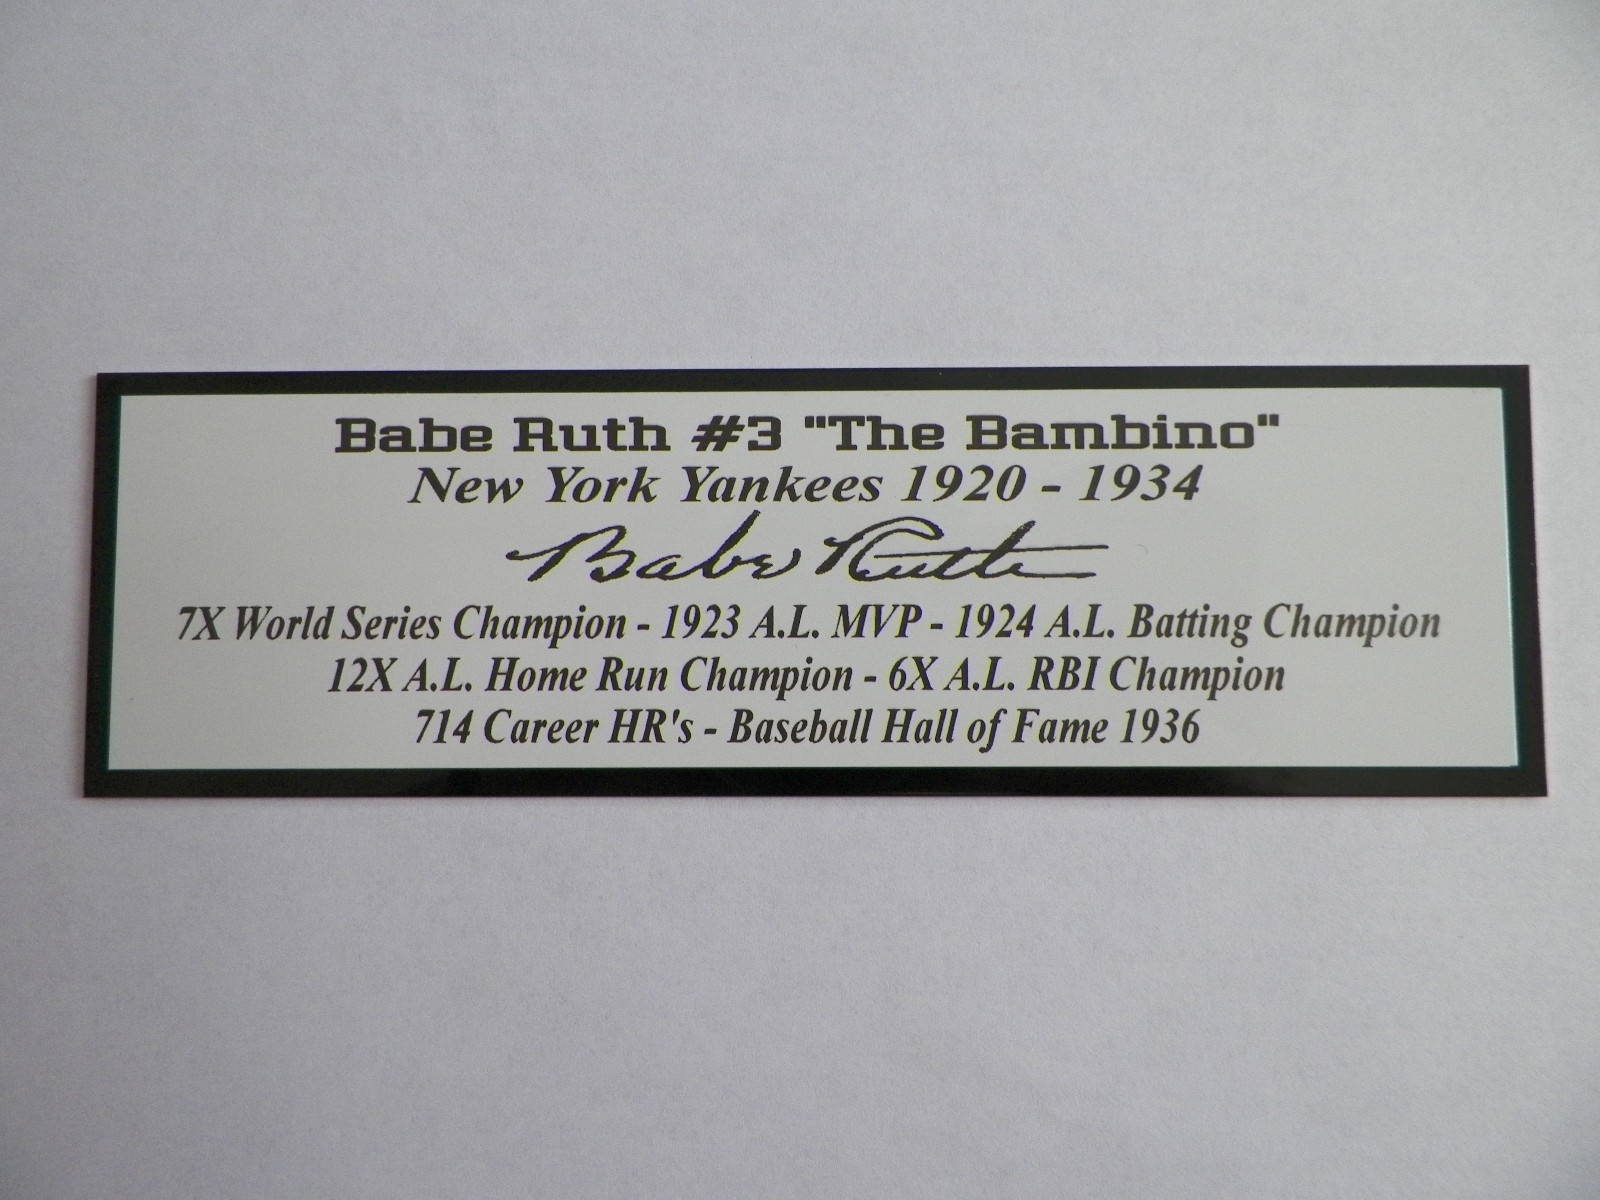 Babe Ruth #3 "The Bambino"
New York Yankees 1920 - 1934
Babe Ruth
7X World Series Champion - 1923 A.L. MVP - 1924 A.L. Batting Champion
12X A.L. Home Run Champion - 6X A.L. RBI Champion
714 Career HR's - Baseball Hall of Fame 1936